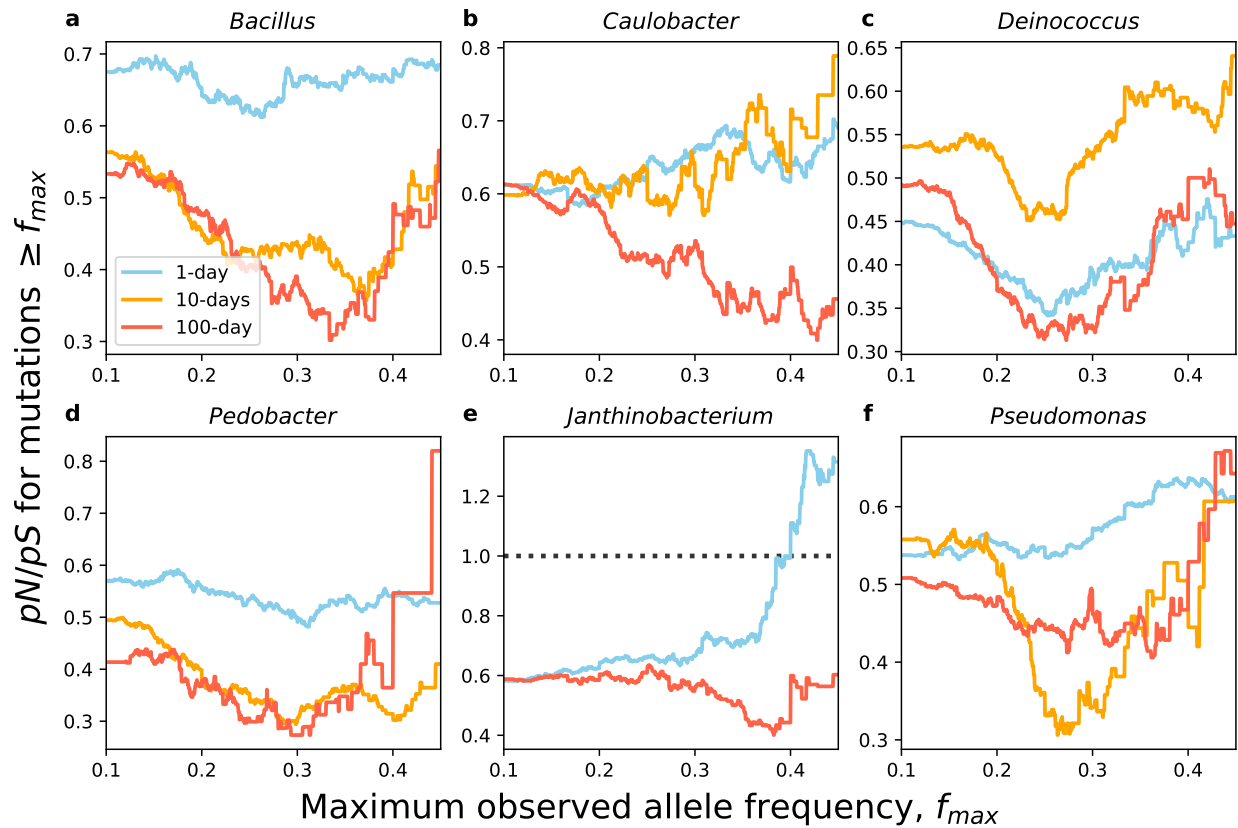 a Bacillus
b Caulobacter
c Deinococcus
0.7
0.6
0.5
0.4
0.3
0.8
0.7
0.6
0.5
0.4
0.65
0.60
0.55
0.50
0.45
0.40
0.35
0.30
1-day
10-days
100-day
0.1 0.2 0.3 0.4
0.1 0.2 0.3 0.4
0.1 0.2 0.3 0.4
pN/pS for mutations ≥ f_max
d Pedobacter
e Janthinobacterium
f Pseudomonas
0.8
0.7
0.6
0.5
0.4
0.3
1.2
1.0
0.8
0.6
0.4
0.6
0.5
0.4
0.3
0.1 0.2 0.3 0.4
0.1 0.2 0.3 0.4
0.1 0.2 0.3 0.4
Maximum observed allele frequency, f_max